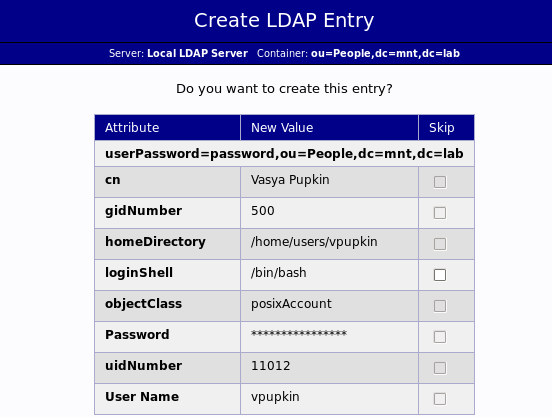 Create LDAP Entry
Server: Local LDAP Server Container: ou=People,dc=mnt,dc=lab
Do you want to create this entry?
Attribute New Value Skip
userPassword=password,ou=People,dc=mnt,dc=lab
cn Vasya Pupkin
gidNumber 500
homeDirectory /home/users/vpupkin
loginShell /bin/bash
objectClass posixAccount
Password ****************
uidNumber 11012
User Name vpupkin